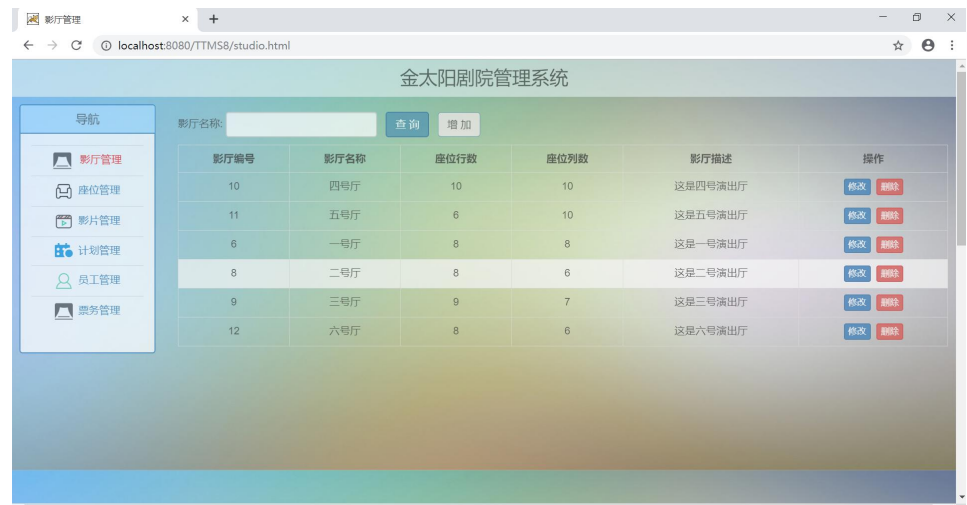 影厅管理
localhost:8080/TTMS8/studio.html
金太阳剧院管理系统
导航
影厅管理
座位管理
影片管理
计划管理
员工管理
票务管理
影厅名称: 查询 增加
影厅编号 影厅名称 座位行数 座位列数 影厅描述 操作
10 四号厅 10 10 这是四号演出厅 修改 删除
11 五号厅 6 10 这是五号演出厅 修改 删除
6 一号厅 8 8 这是一号演出厅 修改 删除
8 二号厅 8 6 这是二号演出厅 修改 删除
9 三号厅 9 7 这是三号演出厅 修改 删除
12 六号厅 8 6 这是六号演出厅 修改 删除